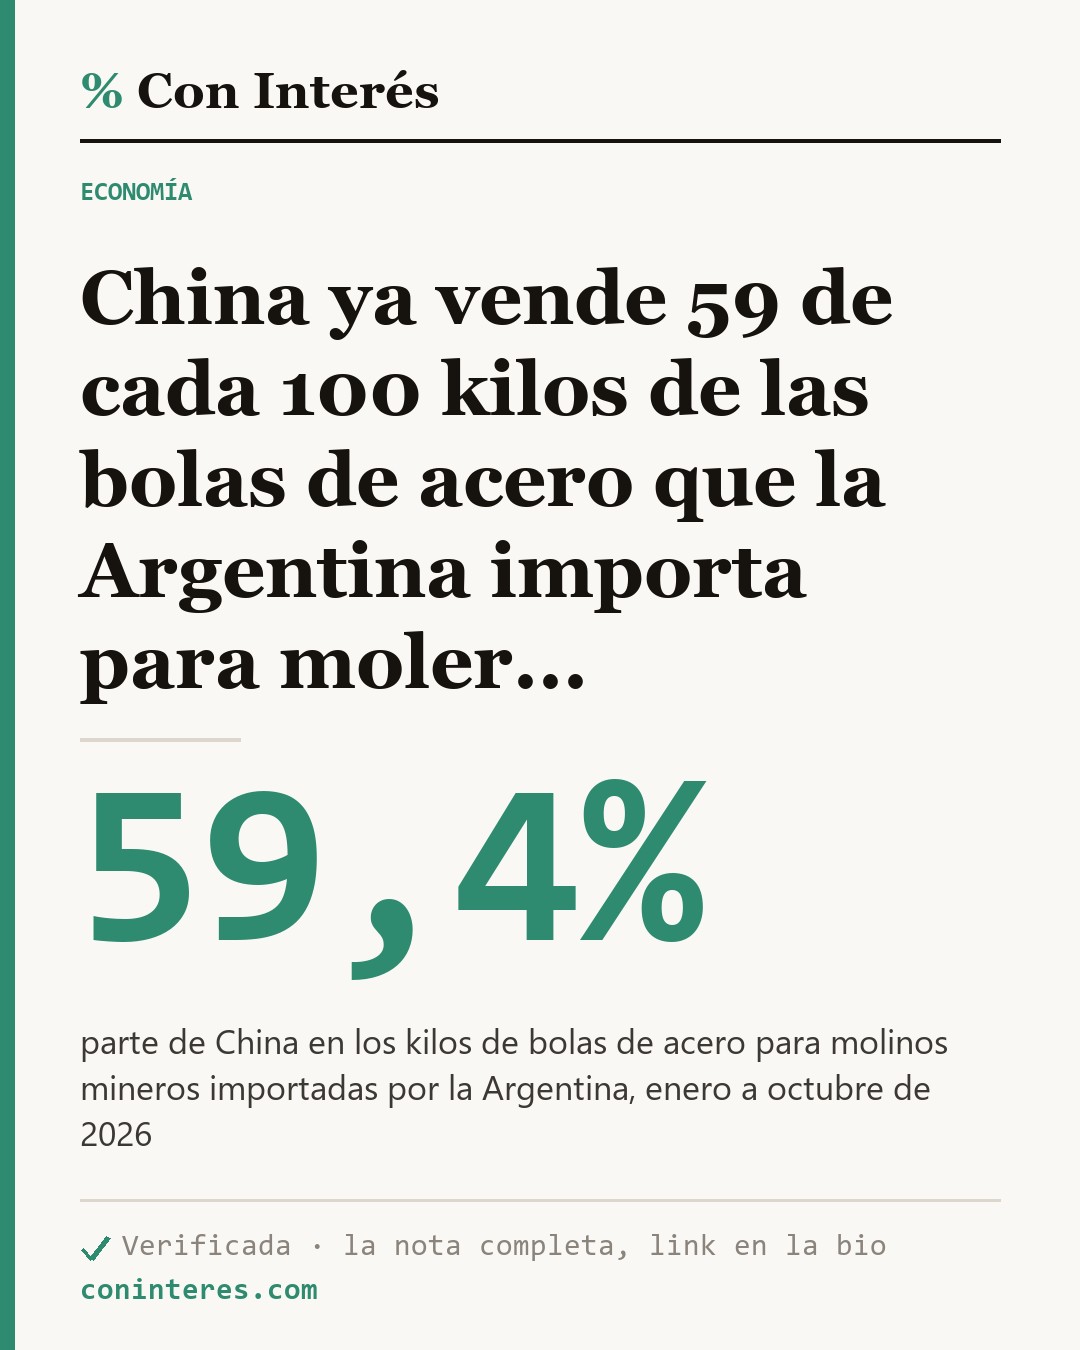 % Con Interés
ECONOMÍA
China ya vende 59 de
cada 100 kilos de las
bolas de acero que la
Argentina importa
para moler...
59,4%
parte de China en los kilos de bolas de acero para molinos
mineros importadas por la Argentina, enero a octubre de
2026
Verificada · la nota completa, link en la bio
coninteres.com